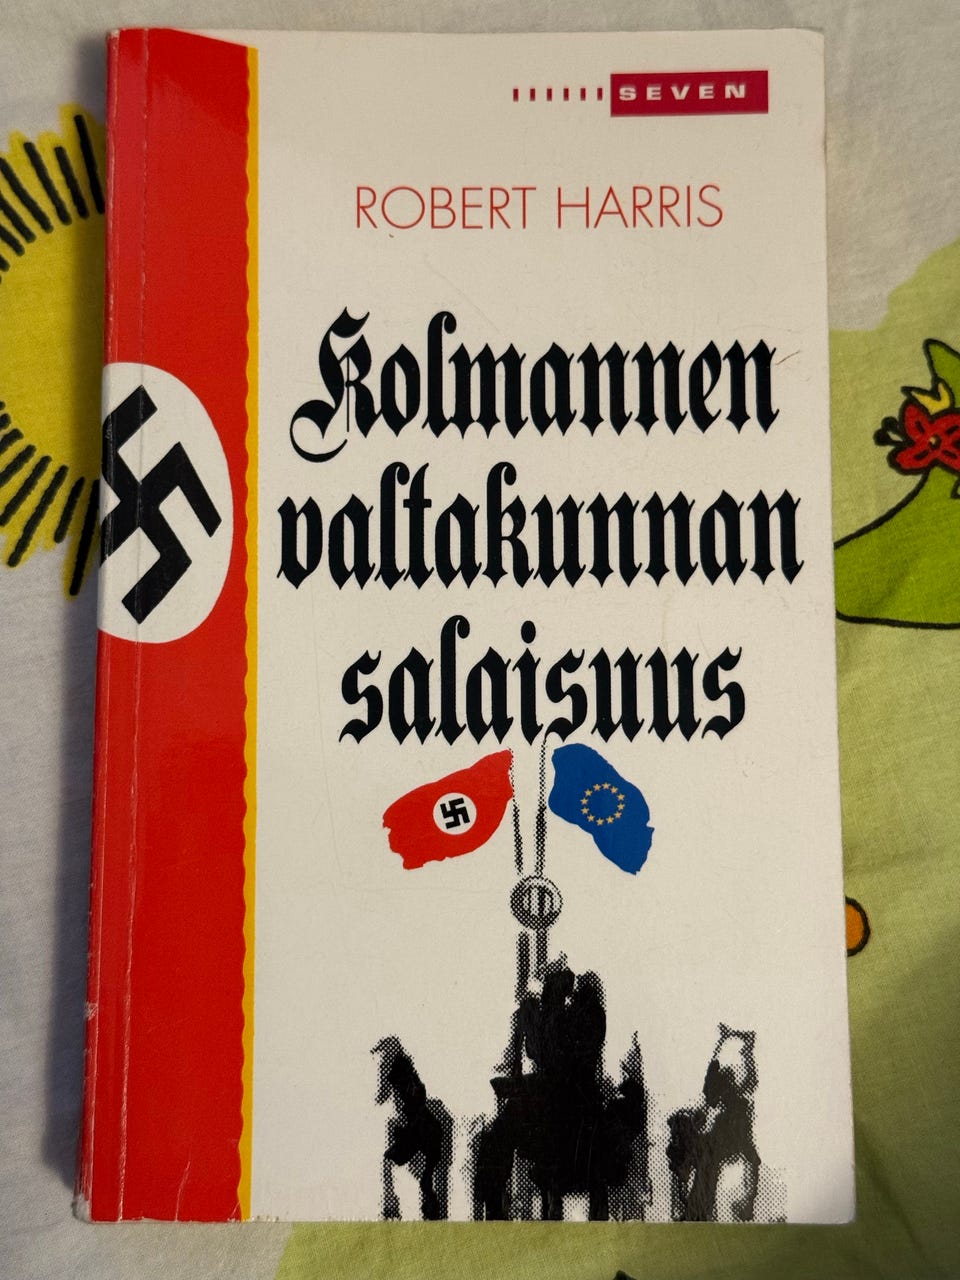 SEVEN
ROBERT HARRIS
Kolmannen
valtakunnan
salaisuus